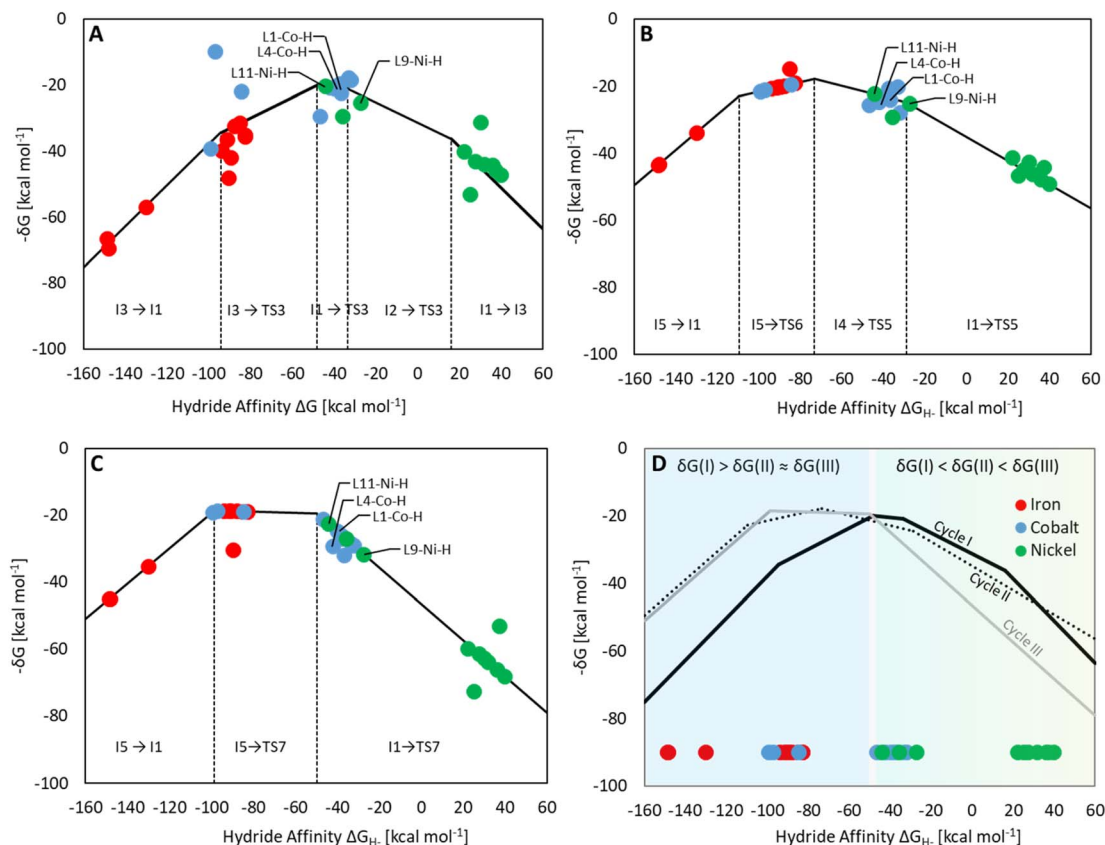 A
L1-Co-H
L4-Co-H
L11-Ni-H
L9-Ni-H
-δG [kcal mol-1]
0
-20
-40
-60
-80
-100
I3 → I1
I3 → TS3
I1 → TS3
I2 → TS3
I1 → I3
-160 -140 -120 -100 -80 -60 -40 -20 0 20 40 60
Hydride Affinity ΔG [kcal mol-1]
B
L11-Ni-H
L4-Co-H
L1-Co-H
L9-Ni-H
-δG [kcal mol-1]
0
-20
-40
-60
-80
-100
I5 → I1
I5→TS6
I4 → TS5
I1→TS5
-160 -140 -120 -100 -80 -60 -40 -20 0 20 40 60
Hydride Affinity ΔGH- [kcal mol-1]
C
L11-Ni-H
L4-Co-H
L1-Co-H
L9-Ni-H
-δG [kcal mol-1]
0
-20
-40
-60
-80
-100
I5 → I1
I5→TS7
I1→TS7
-160 -140 -120 -100 -80 -60 -40 -20 0 20 40 60
Hydride Affinity ΔGH- [kcal mol-1]
D
δG(I) > δG(II) ≈ δG(III)
δG(I) < δG(II) < δG(III)
Iron
Cobalt
Nickel
Cycle I
Cycle II
Cycle III
-δG [kcal mol-1]
0
-20
-40
-60
-80
-100
-160 -140 -120 -100 -80 -60 -40 -20 0 20 40 60
Hydride Affinity ΔGH- [kcal mol-1]